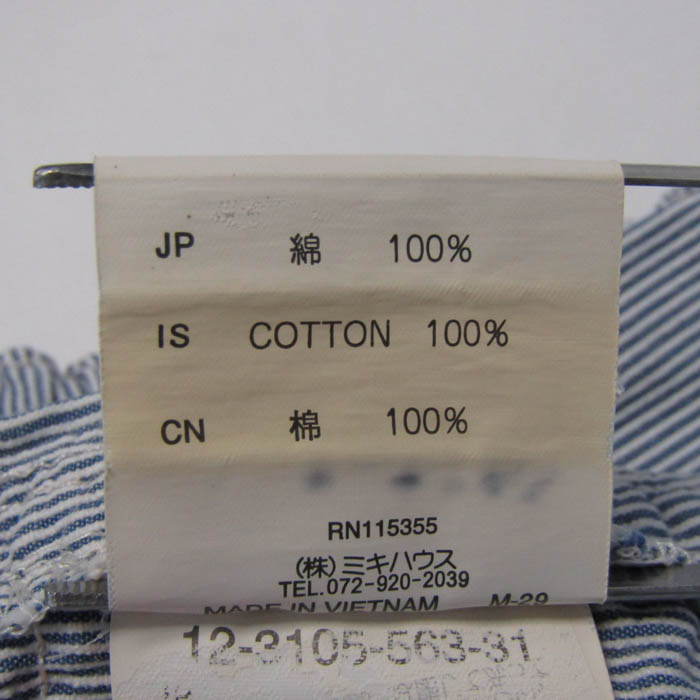 JP 綿 100%
IS COTTON 100%
CN 棉 100%
RN115355
(株)ミキハウス
TEL.072-920-2039
MADE IN VIETNAM M-29
12-3105-563-31
JP